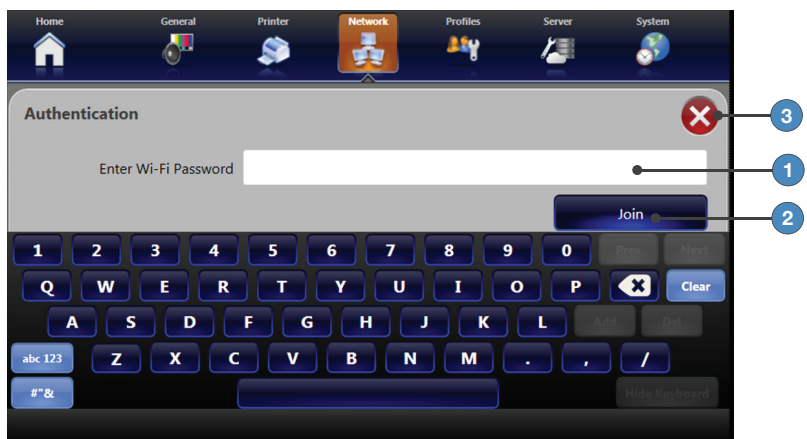 Home General Printer Network Profiles Server System
Authentication
3
Enter Wi-Fi Password
1
Join
2
1 2 3 4 5 6 7 8 9 0 Prev Next
Q W E R T Y U I O P Clear
A S D F G H J K L Add Del
abc 123 Z X C V B N M . , /
#"& Hide Keyboard